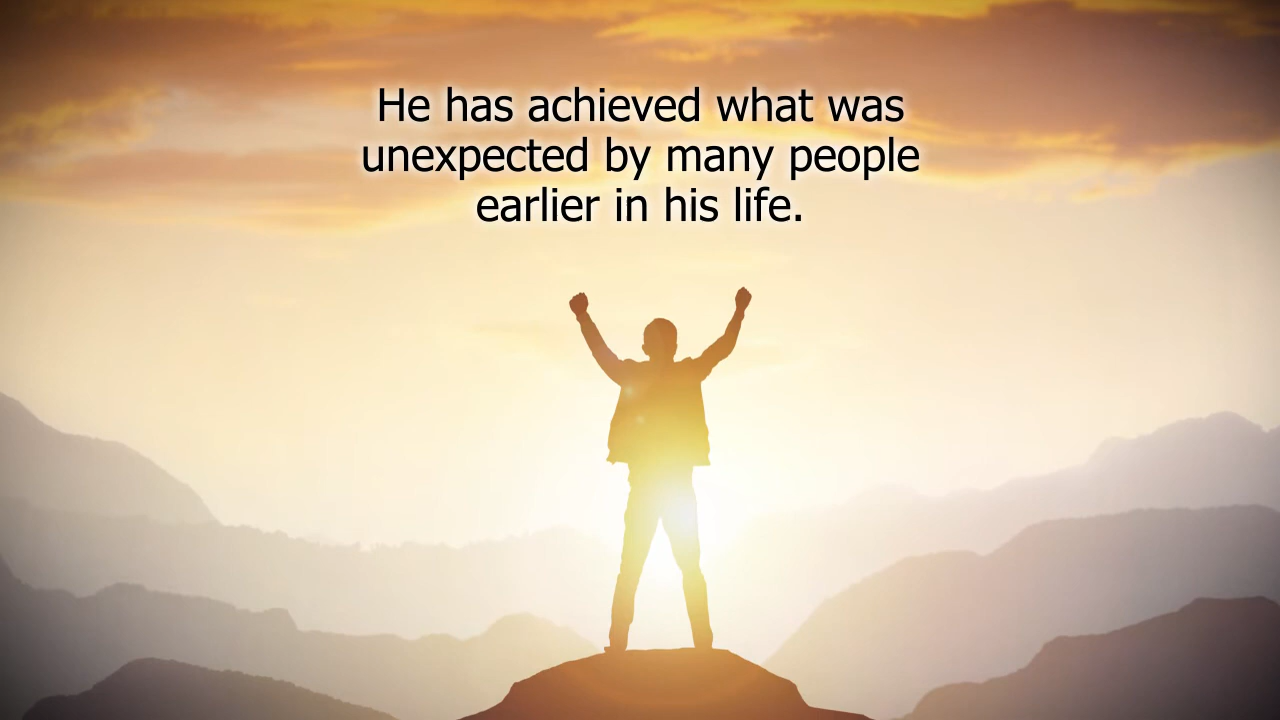 He has achieved what was
unexpected by many people
earlier in his life.